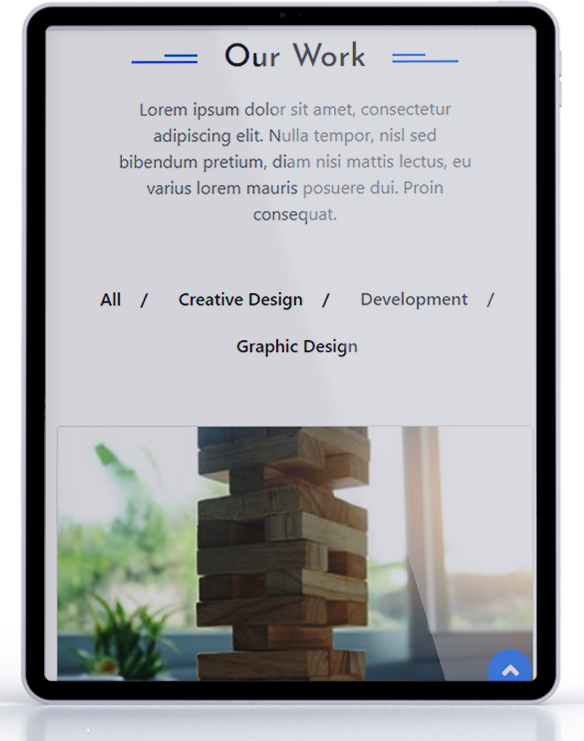 Our Work
Lorem ipsum dolor sit amet, consectetur
adipiscing elit. Nulla tempor, nisl sed
bibendum pretium, diam nisi mattis lectus, eu
varius lorem mauris posuere dui. Proin
consequat.
All / Creative Design / Development /
Graphic Design